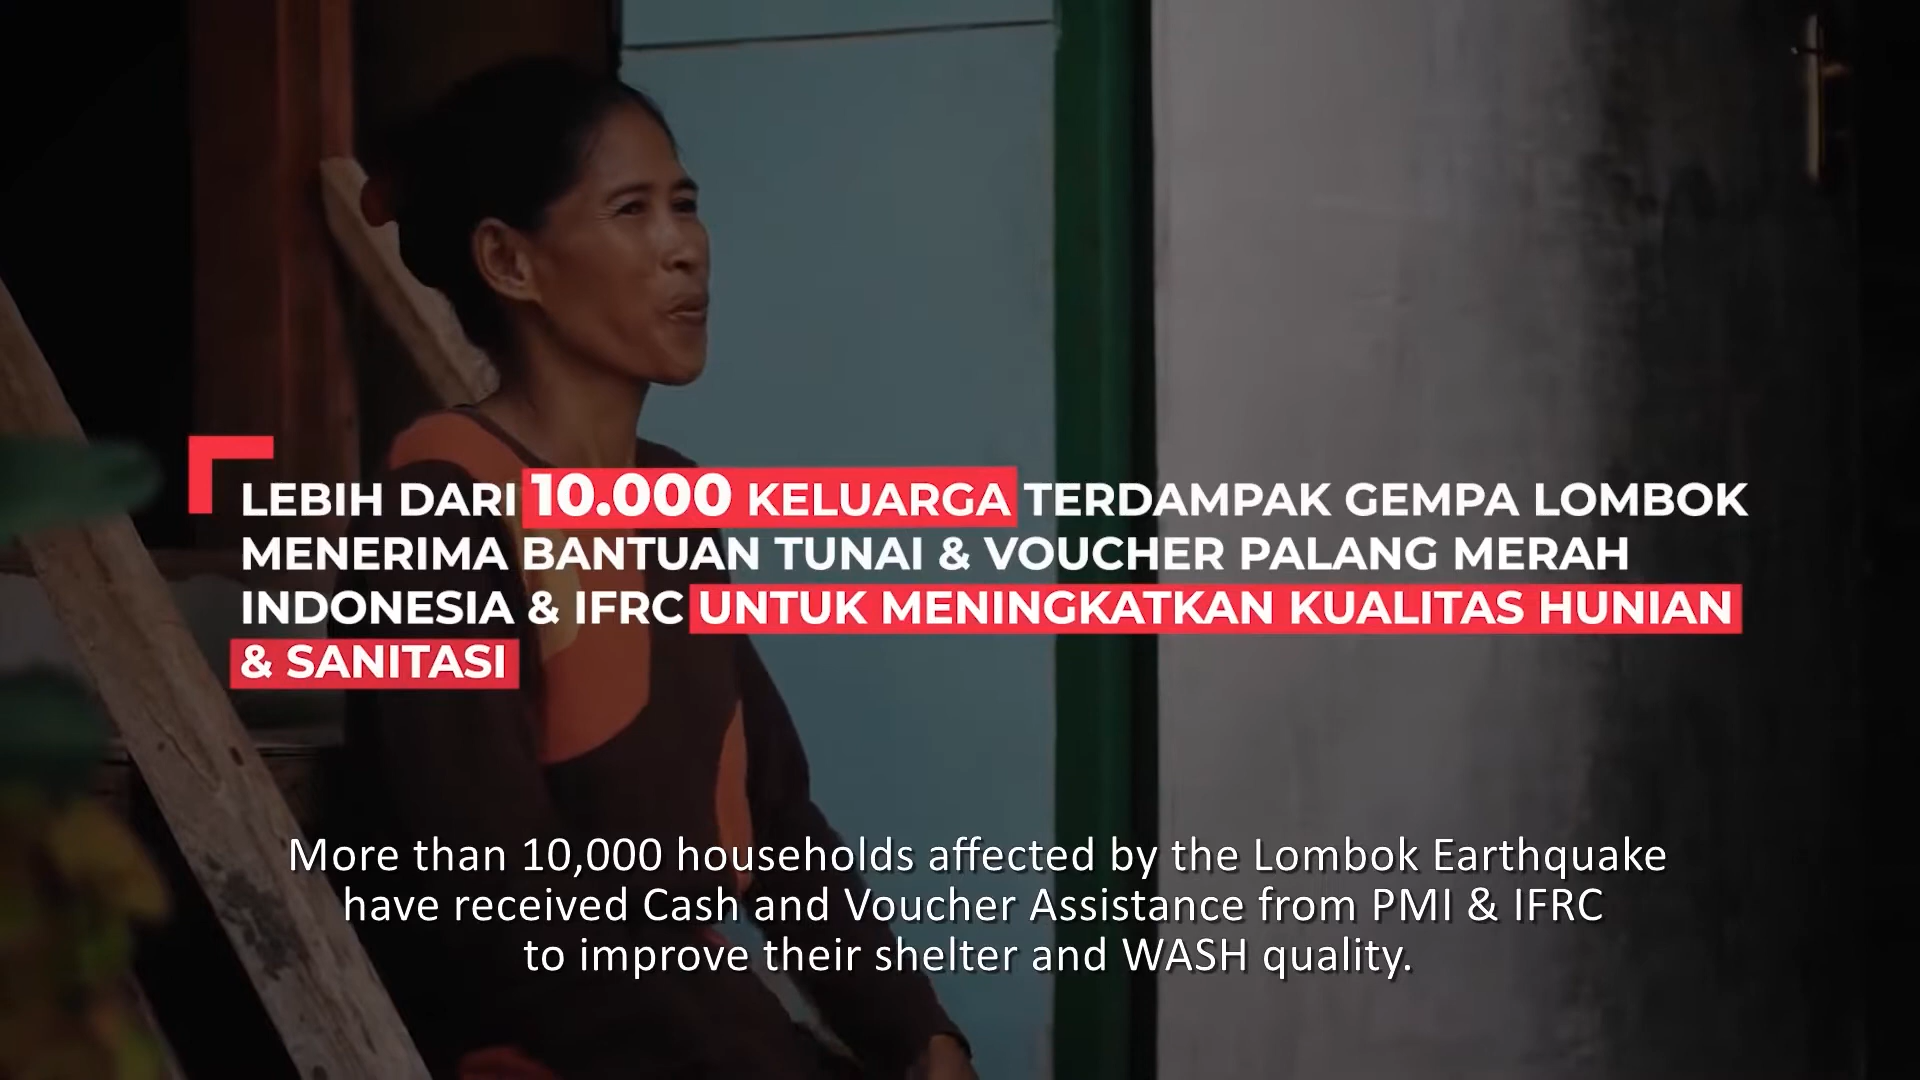 LEBIH DARI 10.000 KELUARGA TERDAMPAK GEMPA LOMBOK
MENERIMA BANTUAN TUNAI & VOUCHER PALANG MERAH
INDONESIA & IFRC UNTUK MENINGKATKAN KUALITAS HUNIAN
& SANITASI
More than 10,000 households affected by the Lombok Earthquake
have received Cash and Voucher Assistance from PMI & IFRC
to improve their shelter and WASH quality.